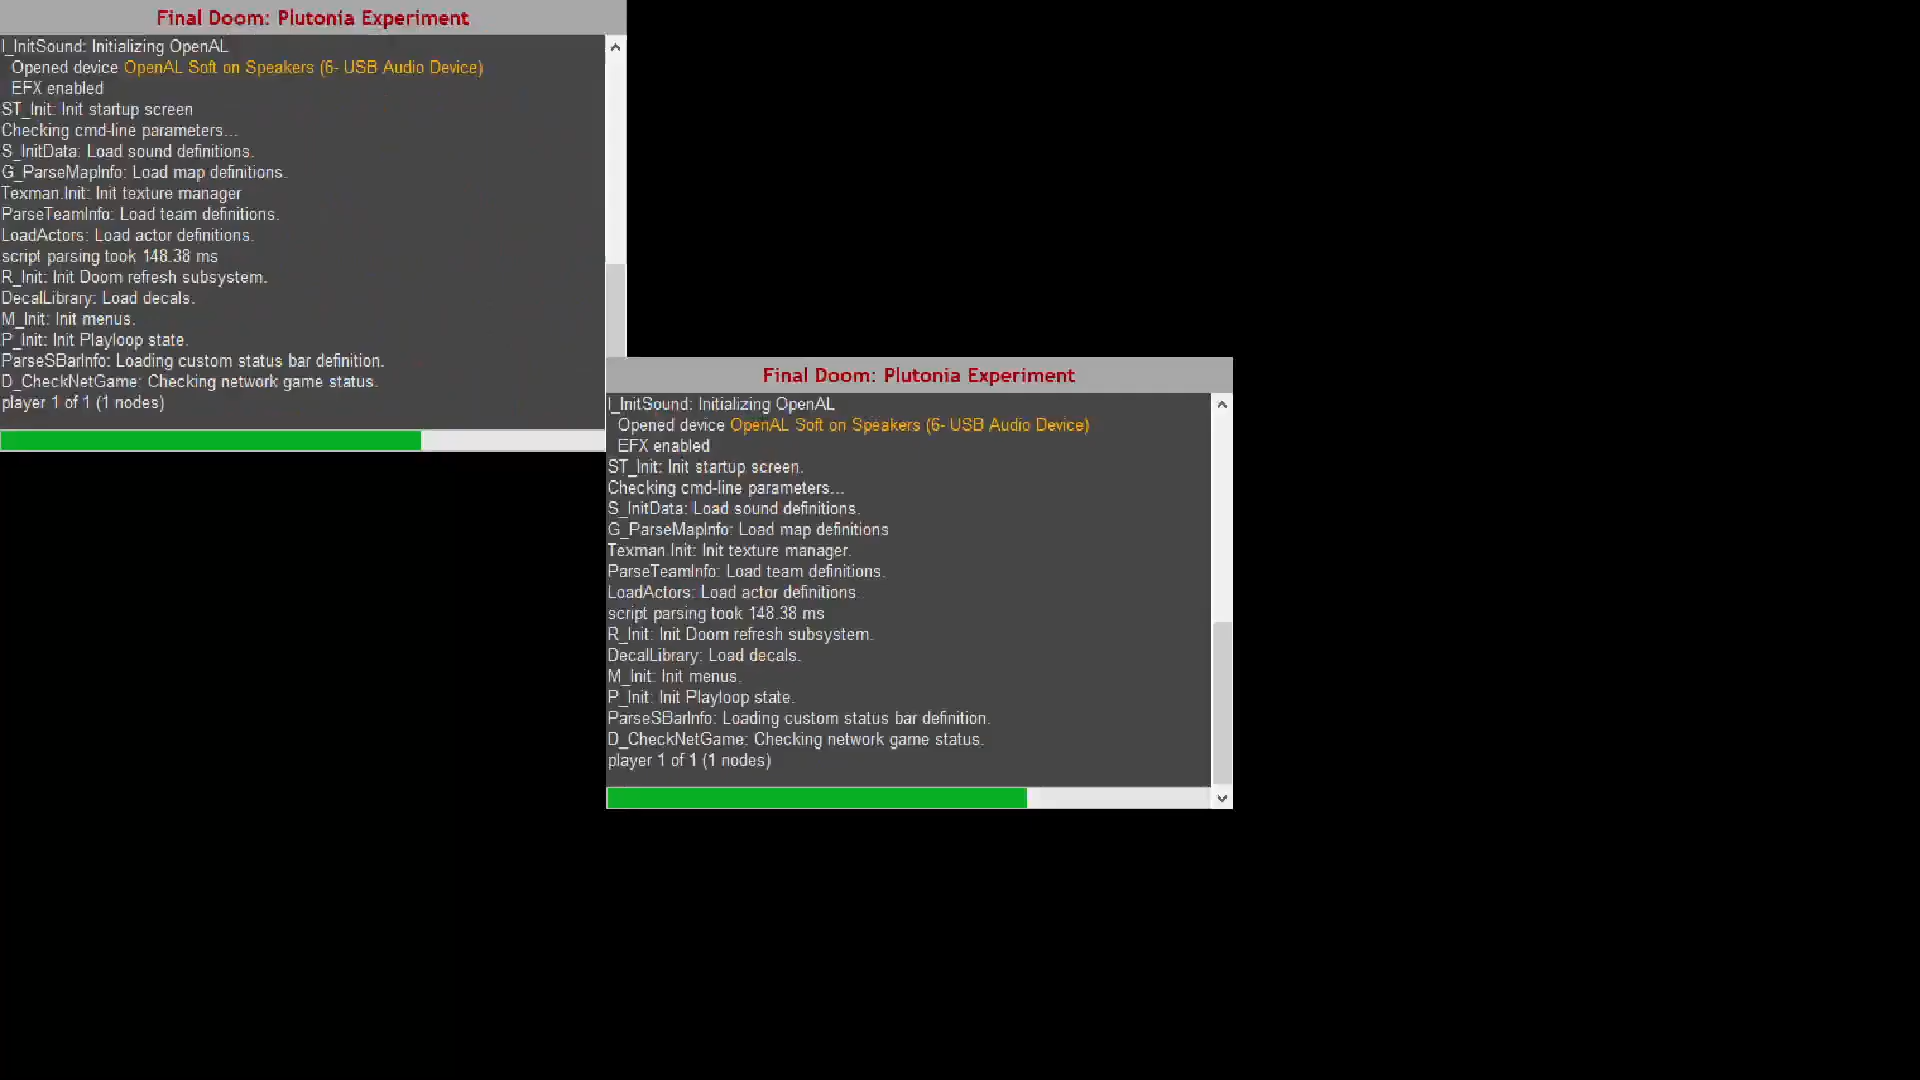 Final Doom: Plutonia Experiment
I_InitSound: Initializing OpenAL
Opened device OpenAL Soft on Speakers (6- USB Audio Device)
EFX enabled
ST_Init: Init startup screen
Checking cmd-line parameters...
S_InitData: Load sound definitions.
G_ParseMapInfo: Load map definitions.
Texman.Init: Init texture manager
ParseTeamInfo: Load team definitions.
LoadActors: Load actor definitions.
script parsing took 148.38 ms
R_Init: Init Doom refresh subsystem.
DecalLibrary: Load decals.
M_Init: Init menus.
P_Init: Init Playloop state.
ParseSBarInfo: Loading custom status bar definition.
D_CheckNetGame: Checking network game status.
player 1 of 1 (1 nodes)
Final Doom: Plutonia Experiment
I_InitSound: Initializing OpenAL
Opened device OpenAL Soft on Speakers (6- USB Audio Device)
EFX enabled
ST_Init: Init startup screen.
Checking cmd-line parameters...
S_InitData: Load sound definitions.
G_ParseMapInfo: Load map definitions
Texman.Init: Init texture manager.
ParseTeamInfo: Load team definitions.
LoadActors: Load actor definitions.
script parsing took 148.38 ms
R_Init: Init Doom refresh subsystem.
DecalLibrary: Load decals.
M_Init: Init menus.
P_Init: Init Playloop state.
ParseSBarInfo: Loading custom status bar definition.
D_CheckNetGame: Checking network game status.
player 1 of 1 (1 nodes)